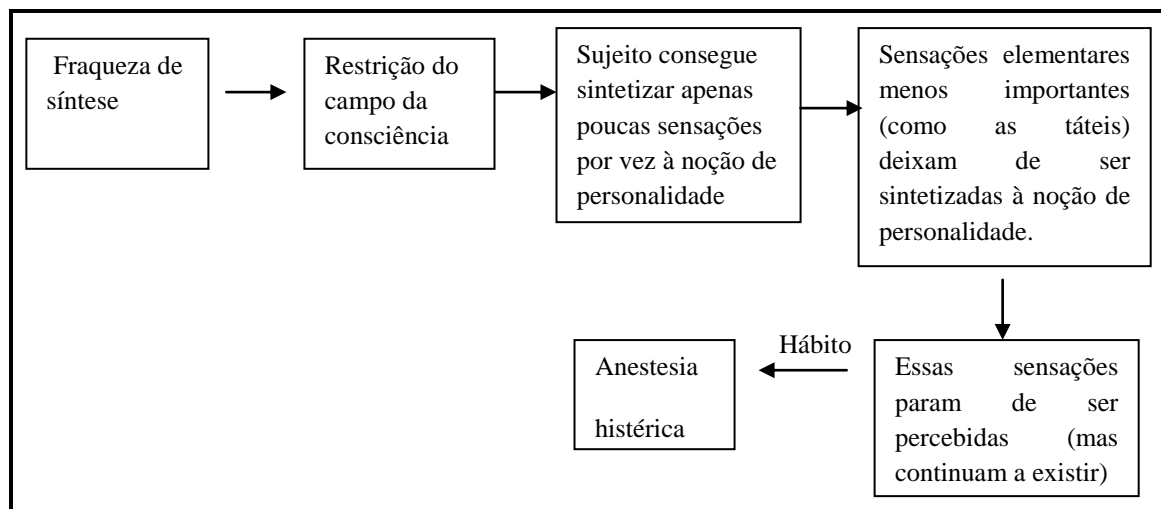 Fraqueza de
síntese
Restrição do
campo da
consciência
Sujeito consegue
sintetizar apenas
poucas sensações
por vez à noção de
personalidade
Sensações elementares
menos importantes
(como as táteis)
deixam de ser
sintetizadas à noção de
personalidade.
Essas sensações
param de ser
percebidas (mas
continuam a existir)
Hábito
Anestesia
histérica